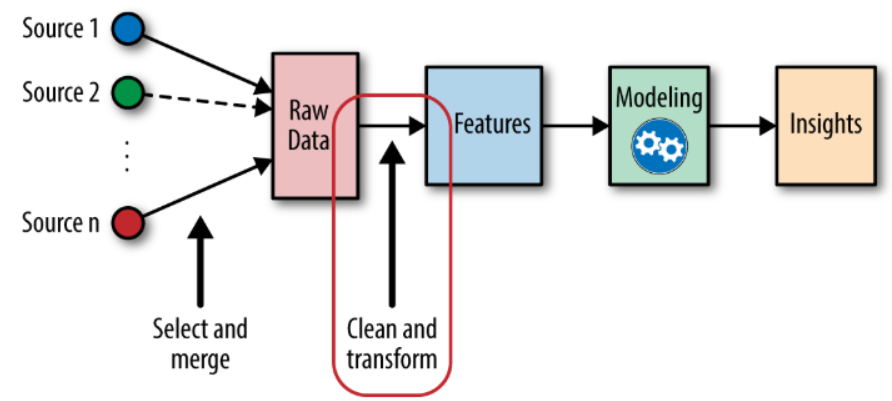 Source 1
Source 2
Source n
Select and
merge
Raw
Data
Clean and
transform
Features
Modeling
Insights